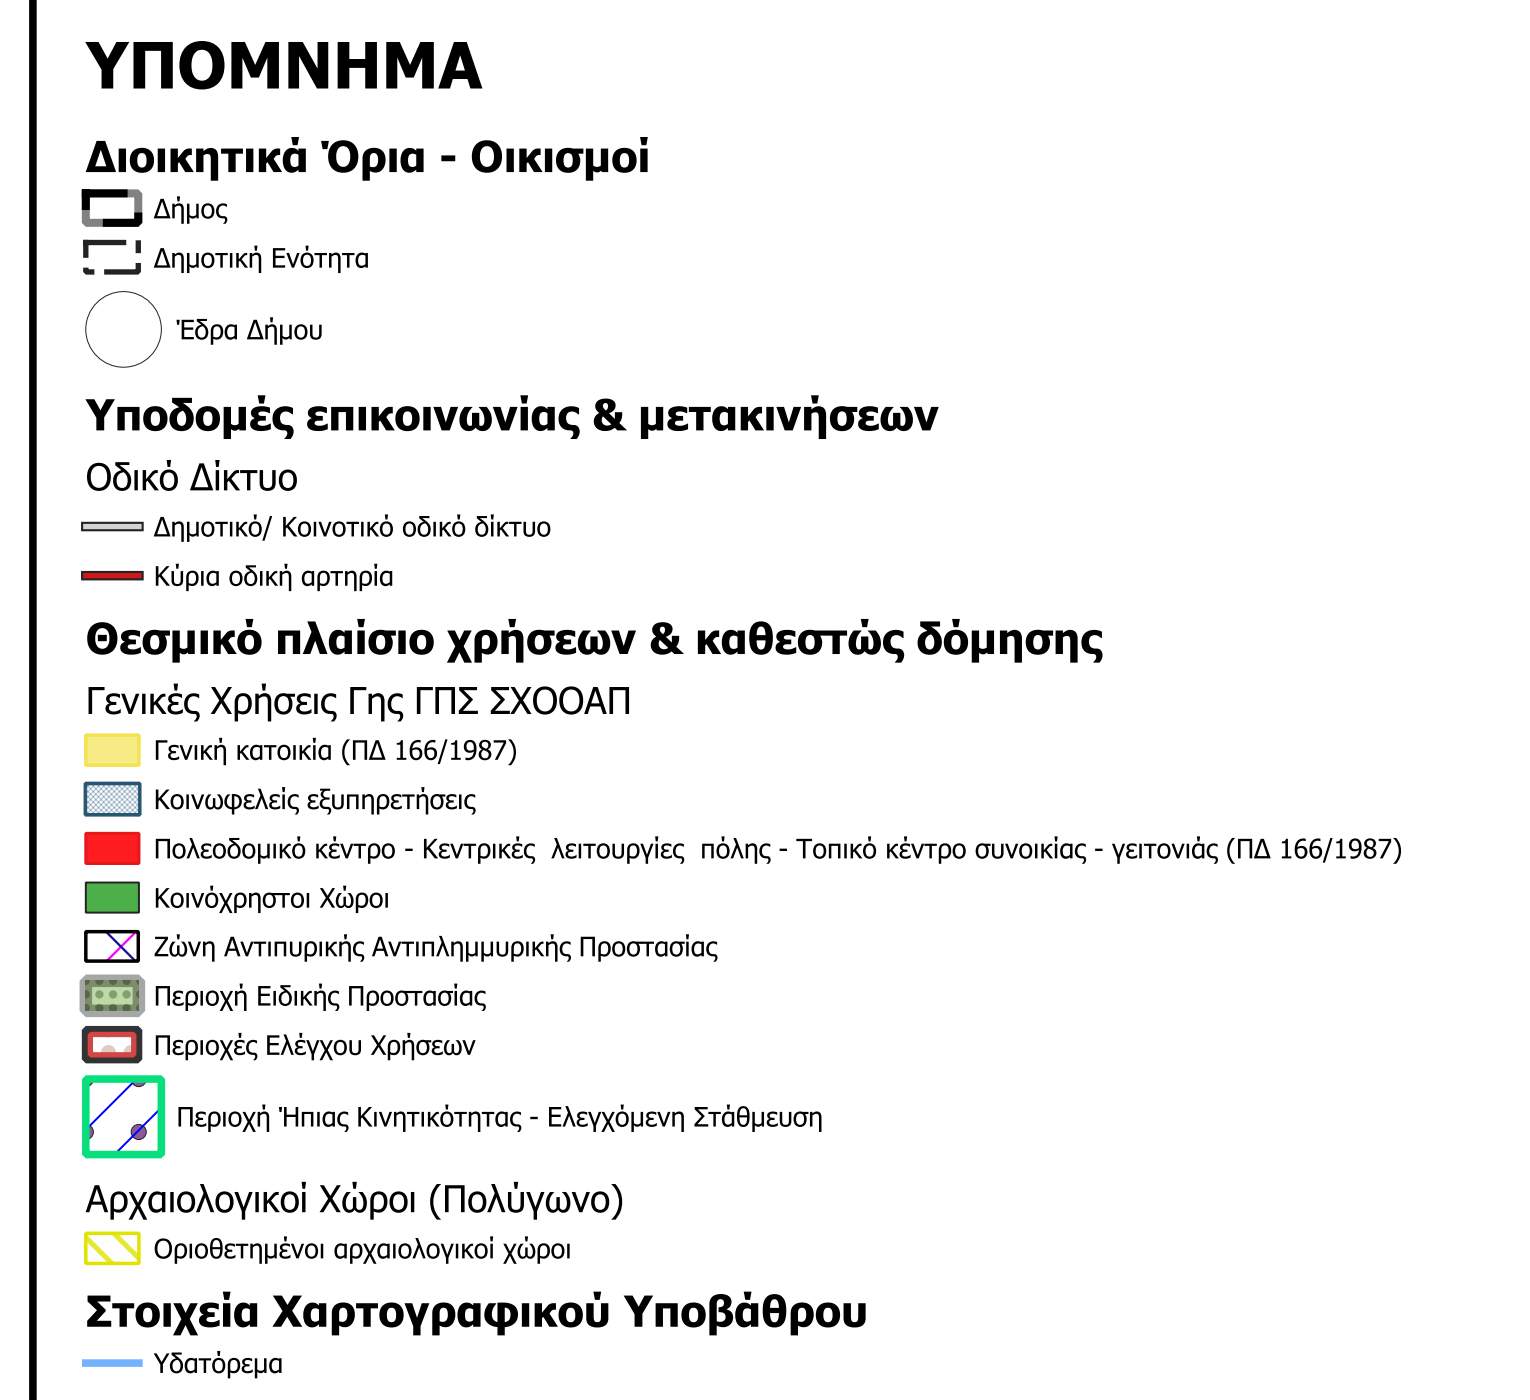 ΥΠΟΜΝΗΜΑ
Διοικητικά Όρια - Οικισμοί
Δήμος
Δημοτική Ενότητα
Έδρα Δήμου
Υποδομές επικοινωνίας & μετακινήσεων
Οδικό Δίκτυο
Δημοτικό/ Κοινοτικό οδικό δίκτυο
Κύρια οδική αρτηρία
Θεσμικό πλαίσιο χρήσεων & καθεστώς δόμησης
Γενικές Χρήσεις Γης ΓΠΣ ΣΧΟΟΑΠ
Γενική κατοικία (ΠΔ 166/1987)
Κοινωφελείς εξυπηρετήσεις
Πολεοδομικό κέντρο - Κεντρικές λειτουργίες πόλης - Τοπικό κέντρο συνοικίας - γειτονιάς (ΠΔ 166/1987)
Κοινόχρηστοι Χώροι
Ζώνη Αντιπυρικής Αντιπλημμυρικής Προστασίας
Περιοχή Ειδικής Προστασίας
Περιοχές Ελέγχου Χρήσεων
Περιοχή Ήπιας Κινητικότητας - Ελεγχόμενη Στάθμευση
Αρχαιολογικοί Χώροι (Πολύγωνο)
Οριοθετημένοι αρχαιολογικοί χώροι
Στοιχεία Χαρτογραφικού Υποβάθρου
Υδατόρεμα